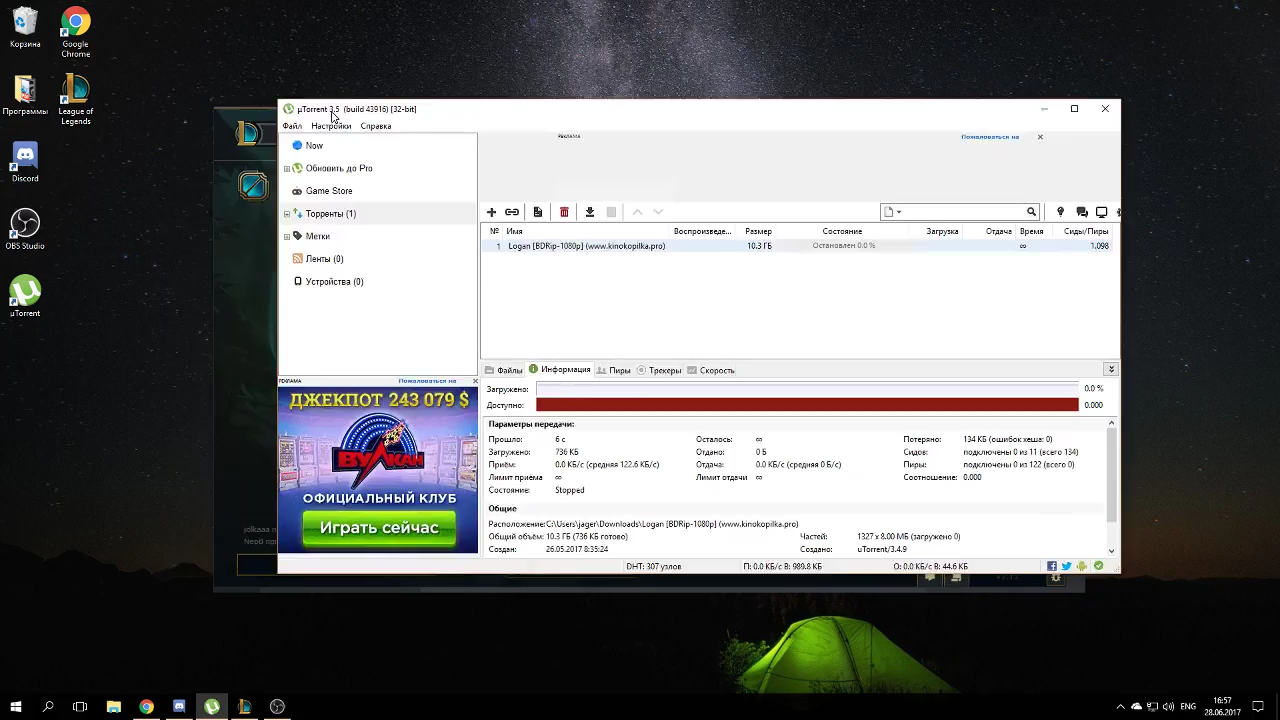 Корзина
Google
Chrome
Программы
League of
Legends
Discord
OBS Studio
µTorrent
µTorrent 3.5 (build 43916) [32-bit]
Файл Настройки Справка
Now
Обновить до Pro
Game Store
Торренты (1)
Метки
Ленты (0)
Устройства (0)
РЕКЛАМА Пожаловаться на
№ Имя Воспроизведе... Размер Состояние Загрузка Отдача Время Сиды/Пиры
1 Logan [BDRip-1080p] (www.kinokopilka.pro) 10.3 ГБ Остановлен 0.0 % ∞ 1.098
РЕКЛАМА Пожаловаться на
ДЖЕКПОТ 243 079 $
ВУЛКАН
ОФИЦИАЛЬНЫЙ КЛУБ
Играть сейчас
Файлы Информация Пиры Трекеры Скорость
Загружено: 0.0 %
Доступно: 0.000
Параметры передачи:
Прошло: 6 с Осталось: ∞ Потеряно: 134 КБ (ошибок хеша: 0)
Загружено: 736 КБ Отдано: 0 Б Сидов: подключены 0 из 11 (всего 134)
Приём: 0.0 КБ/с (средняя 122.6 КБ/с) Отдача: 0.0 КБ/с (средняя 0 Б/с) Пиры: подключены 0 из 122 (всего 0)
Лимит приёма ∞ Лимит отдачи ∞ Соотношение: 0.000
Состояние: Stopped
Общие
Расположение: C:\Users\jager\Downloads\Logan [BDRip-1080p] (www.kinokopilka.pro)
Общий объём: 10.3 ГБ (736 КБ готово) Частей: 1327 x 8.00 МБ (загружено 0)
Создан: 26.05.2017 8:35:24 Создано: uTorrent/3.4.9
DHT: 307 узлов П: 0.0 КБ/с В: 989.8 КБ О: 0.0 КБ/с В: 44.6 КБ
16:57
28.06.2017